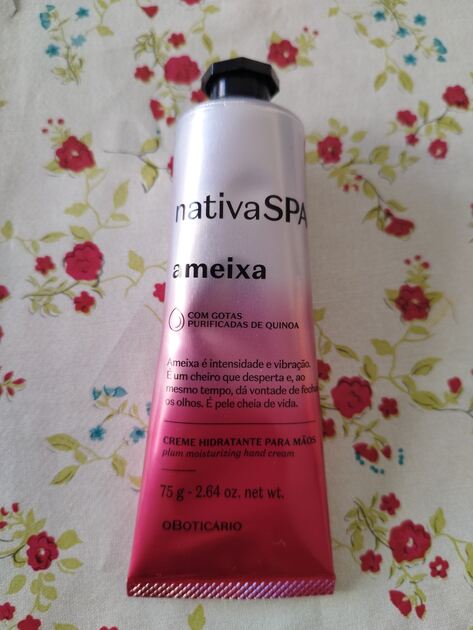 nativaSPA
ameixa
COM GOTAS
PURIFICADAS DE QUINOA
Ameixa é intensidade e vibração.
É um cheiro que desperta e, ao
mesmo tempo, dá vontade de fechar
os olhos. É pele cheia de vida.
CREME HIDRATANTE PARA MÃOS
plum moisturizing hand cream
75 g - 2.64 oz. net wt.
OBOTICÁRIO